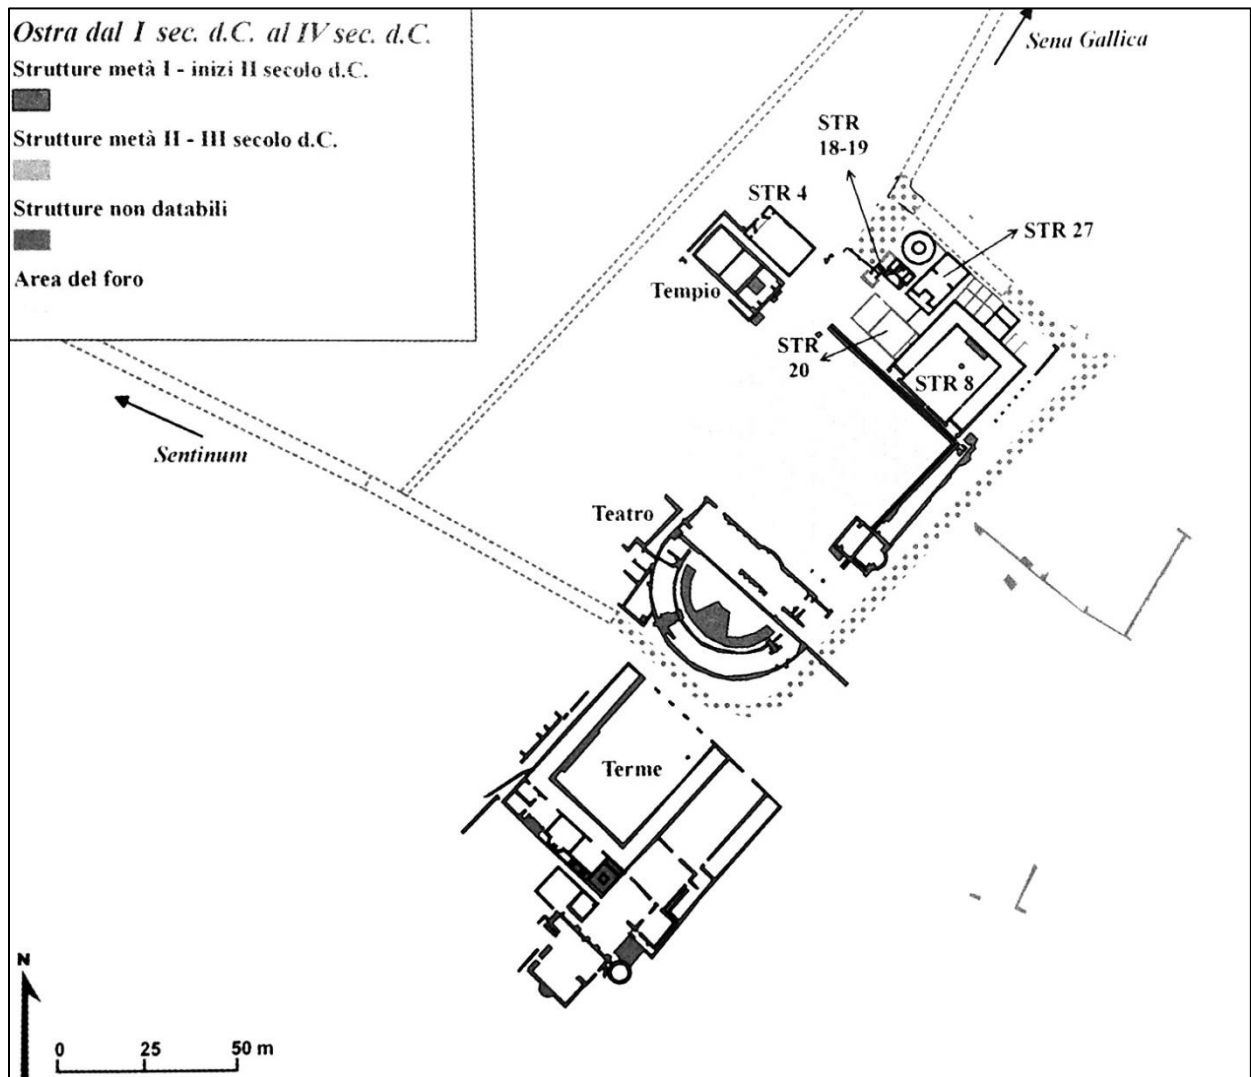 Ostra dal I sec. d.C. al IV sec. d.C.
Strutture metà I - inizi II secolo d.C.
Strutture metà II - III secolo d.C.
Strutture non databili
Area del foro
Sena Gallica
STR
18-19
STR 4
STR 27
Tempio
STR
20
STR 8
Sentinum
Teatro
Terme
N
0 25 50 m